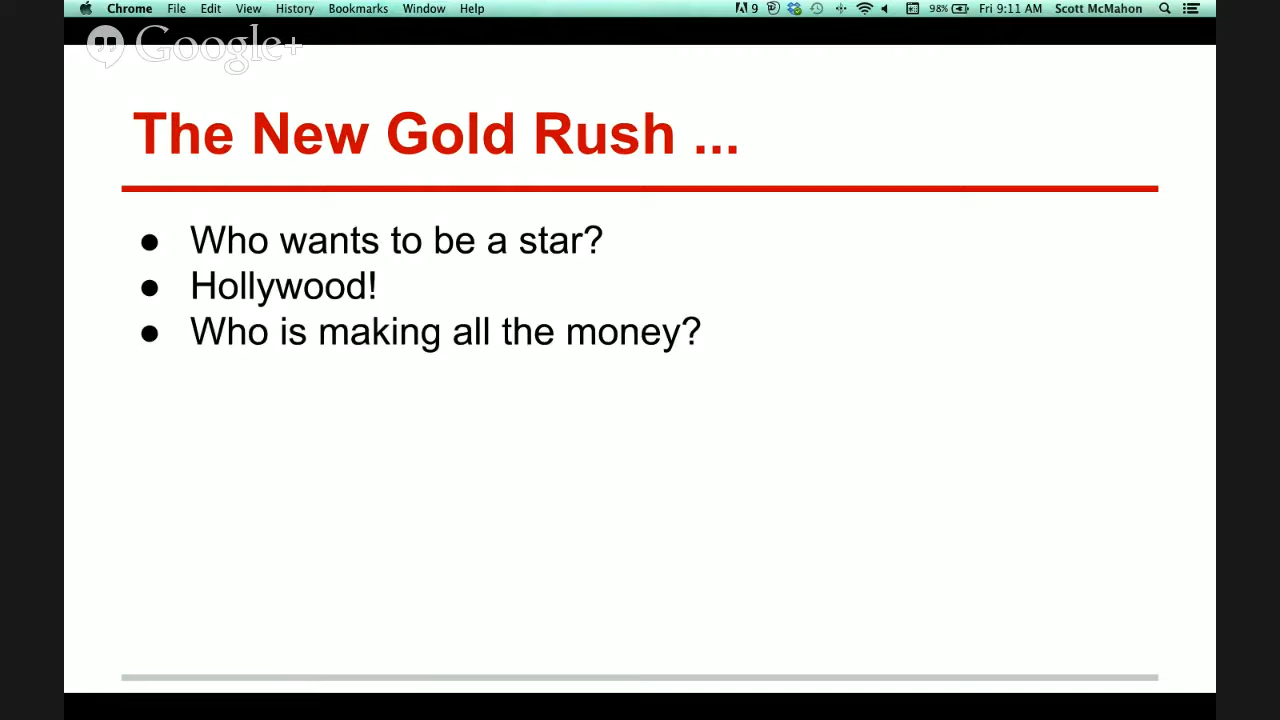 Chrome File Edit View History Bookmarks Window Help 9 98% Fri 9:11 AM Scott McMahon
Google+
The New Gold Rush ...
● Who wants to be a star?
● Hollywood!
● Who is making all the money?